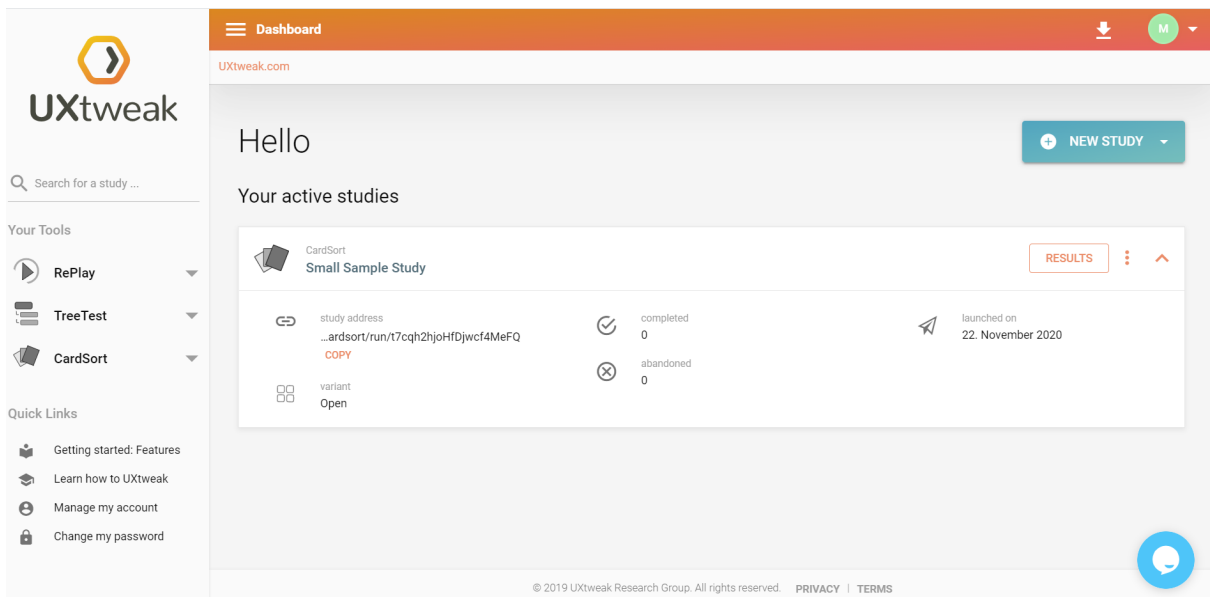 UXtweak
Search for a study ...
Your Tools
RePlay
TreeTest
CardSort
Quick Links
Getting started: Features
Learn how to UXtweak
Manage my account
Change my password
Dashboard
M
UXtweak.com
Hello
NEW STUDY
Your active studies
CardSort
Small Sample Study
RESULTS
study address
...ardsort/run/t7cqh2hjoHfDjwcf4MeFQ
COPY
variant
Open
completed
0
abandoned
0
launched on
22. November 2020
© 2019 UXtweak Research Group. All rights reserved. PRIVACY | TERMS